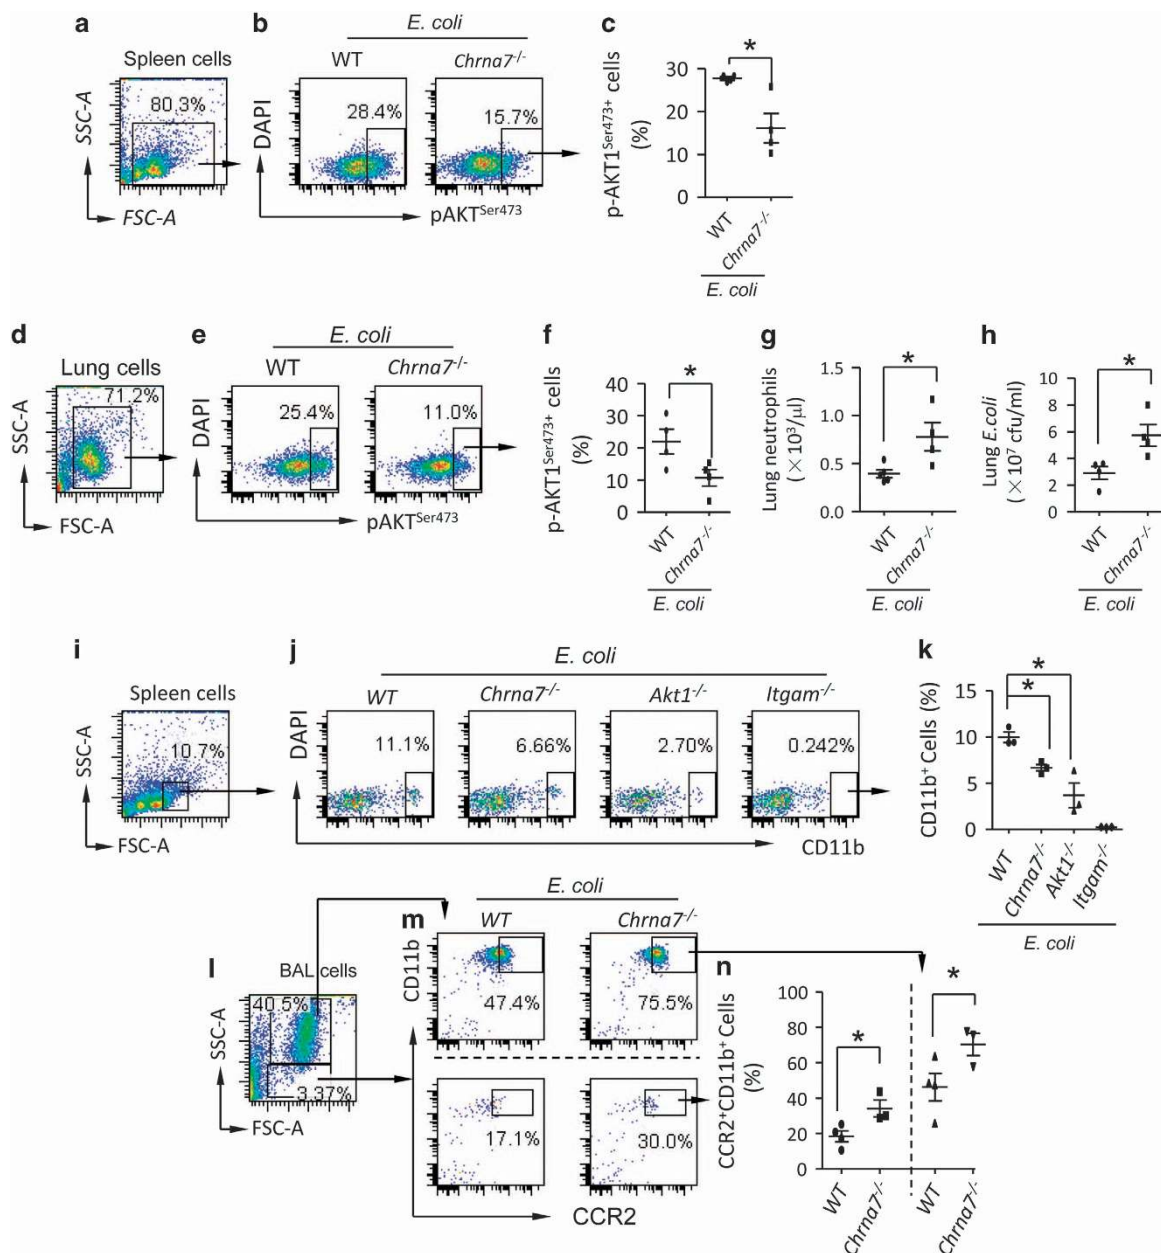 a
Spleen cells
80.3%
SSC-A
FSC-A
b
E. coli
WT
Chrna7-/-
28.4%
15.7%
DAPI
pAKTSer473
c
*
p-AKT1Ser473+ cells
(%)
30
20
10
0
WT
Chrna7-/-
E. coli
d
Lung cells
71.2%
SSC-A
FSC-A
e
E. coli
WT
Chrna7-/-
25.4%
11.0%
DAPI
pAKTSer473
f
*
p-AKT1Ser473+ cells
(%)
40
30
20
10
0
WT
Chrna7-/-
E. coli
g
*
Lung neutrophils
(×10³/µl)
1.5
1.0
0.5
0.0
WT
Chrna7-/-
E. coli
h
*
Lung E.coli
(×10⁷ cfu/ml)
10
8
6
4
2
0
WT
Chrna7-/-
E. coli
i
Spleen cells
10.7%
SSC-A
FSC-A
j
E. coli
WT
Chrna7-/-
Akt1-/-
Itgam-/-
11.1%
6.66%
2.70%
0.242%
DAPI
CD11b
k
*
*
CD11b+ Cells (%)
15
10
5
0
WT
Chrna7-/-
Akt1-/-
Itgam-/-
E. coli
l
BAL cells
40.5%
3.37%
SSC-A
FSC-A
m
E. coli
WT
Chrna7-/-
CD11b
47.4%
75.5%
17.1%
30.0%
CCR2
n
*
*
CCR2+CD11b+ Cells
(%)
100
80
60
40
20
0
WT
Chrna7-/-
WT
Chrna7-/-